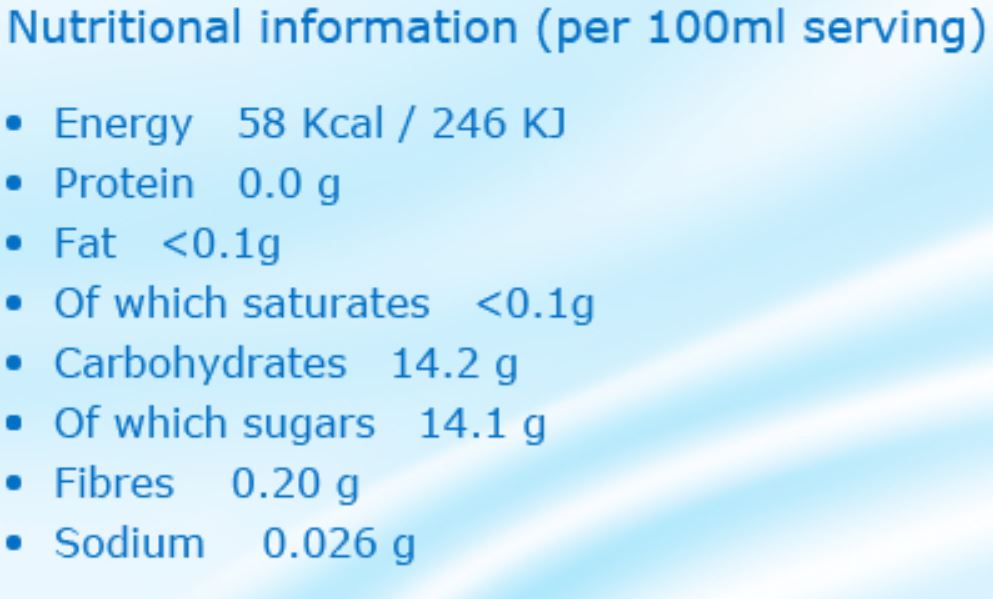 Nutritional information (per 100ml serving)
• Energy 58 Kcal / 246 KJ
• Protein 0.0 g
• Fat <0.1g
• Of which saturates <0.1g
• Carbohydrates 14.2 g
• Of which sugars 14.1 g
• Fibres 0.20 g
• Sodium 0.026 g